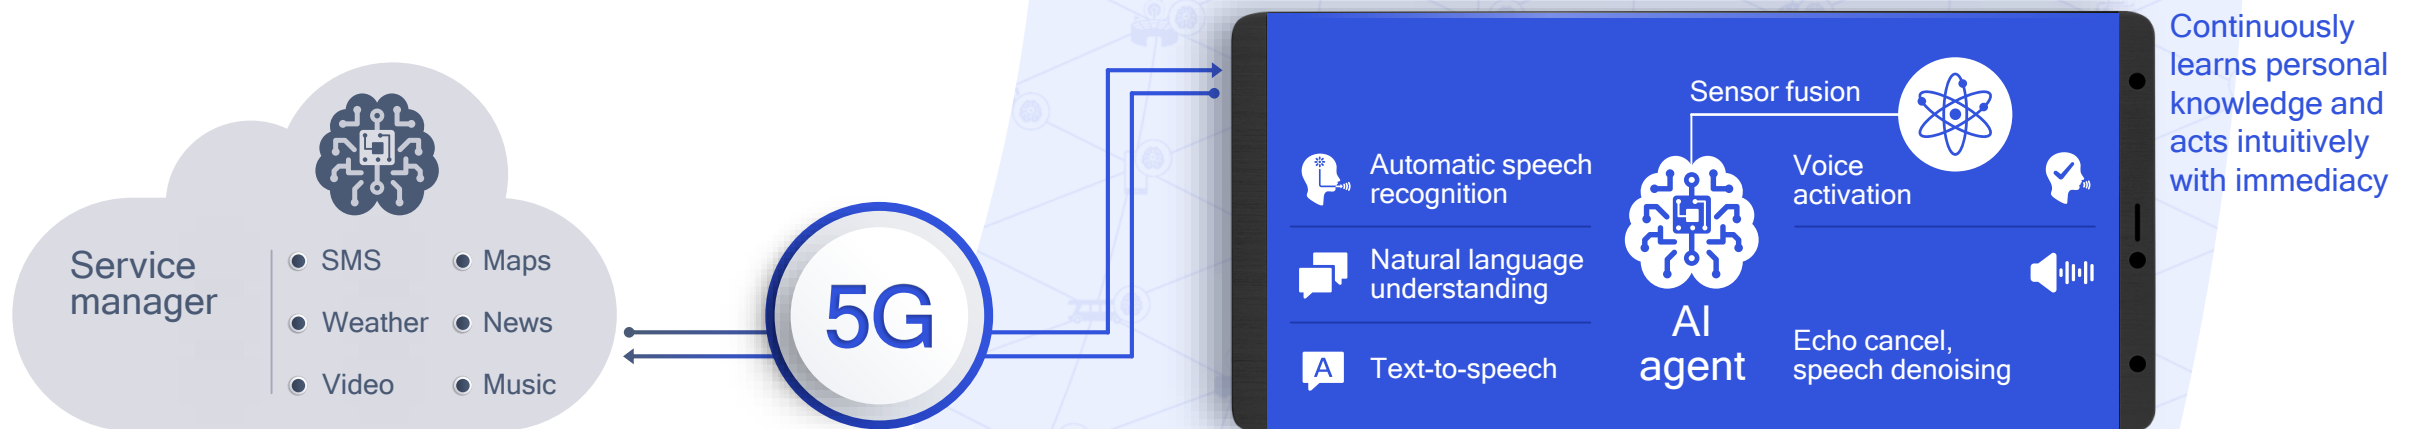 Service
manager
SMS
Maps
Weather
News
Video
Music
5G
Sensor fusion
Automatic speech
recognition
Natural language
understanding
A
Text-to-speech
AI
agent
Voice
activation
Echo cancel,
speech denoising
Continuously
learns personal
knowledge and
acts intuitively
with immediacy